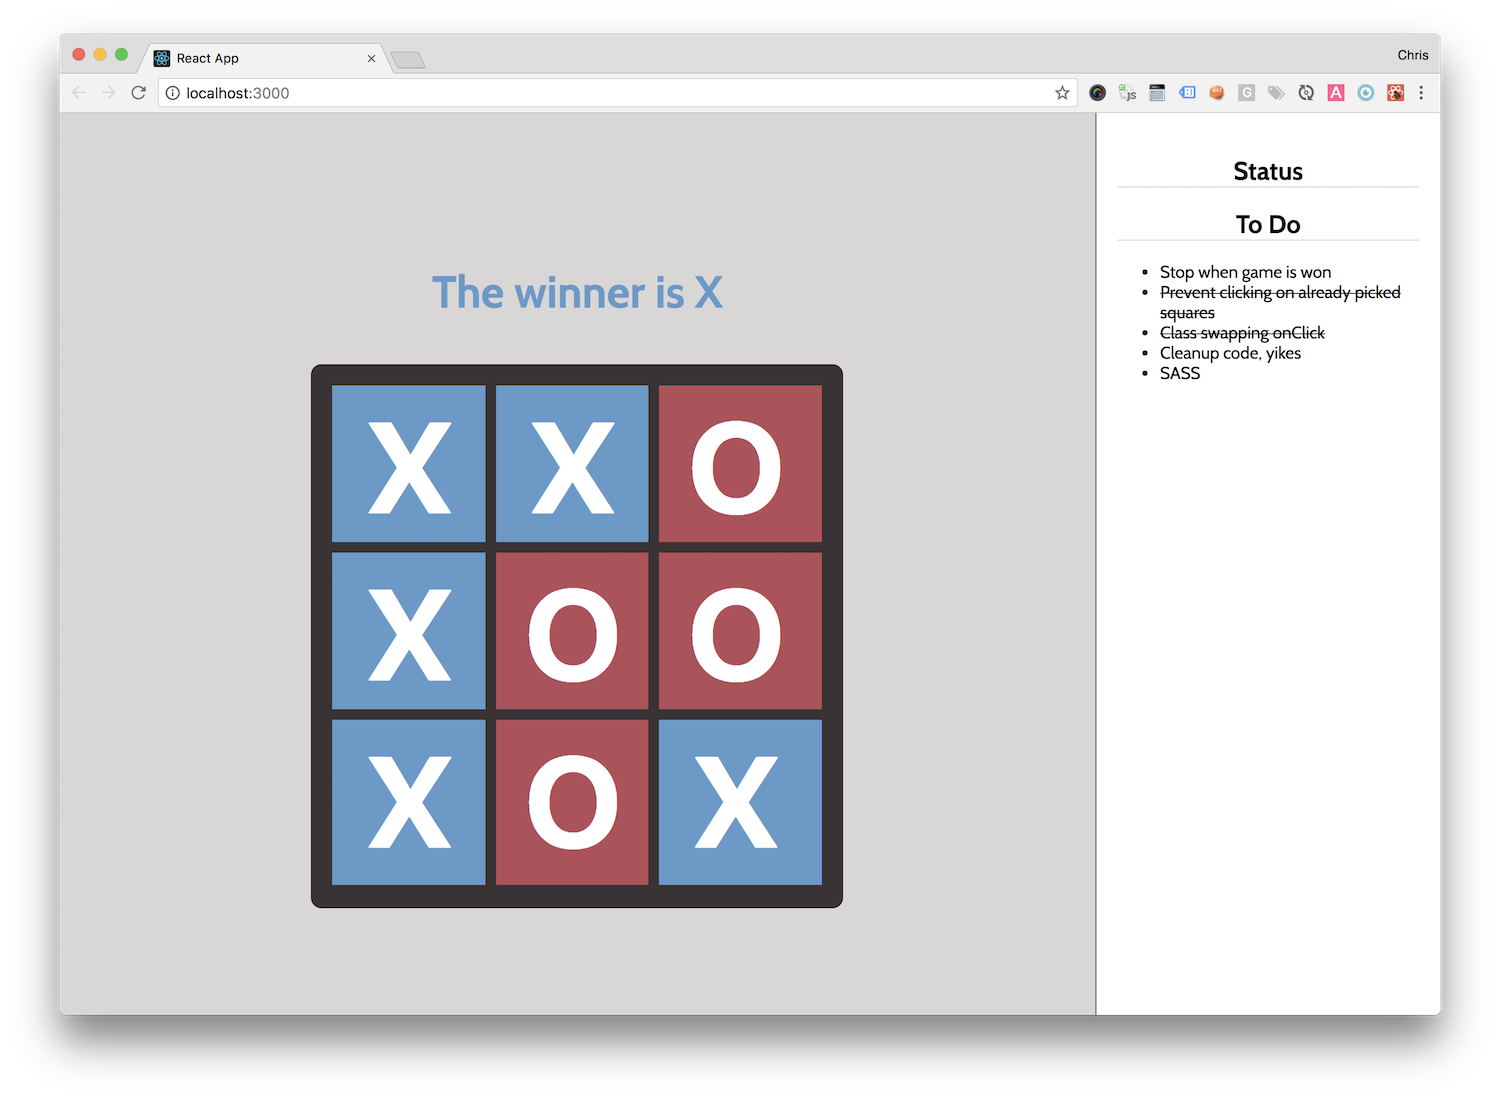 React App
Chris
localhost:3000
JS
G
A
Status
To Do
Stop when game is won
Prevent clicking on already picked
squares
Class swapping onClick
Cleanup code, yikes
SASS
The winner is X
X X O
X O O
X O X